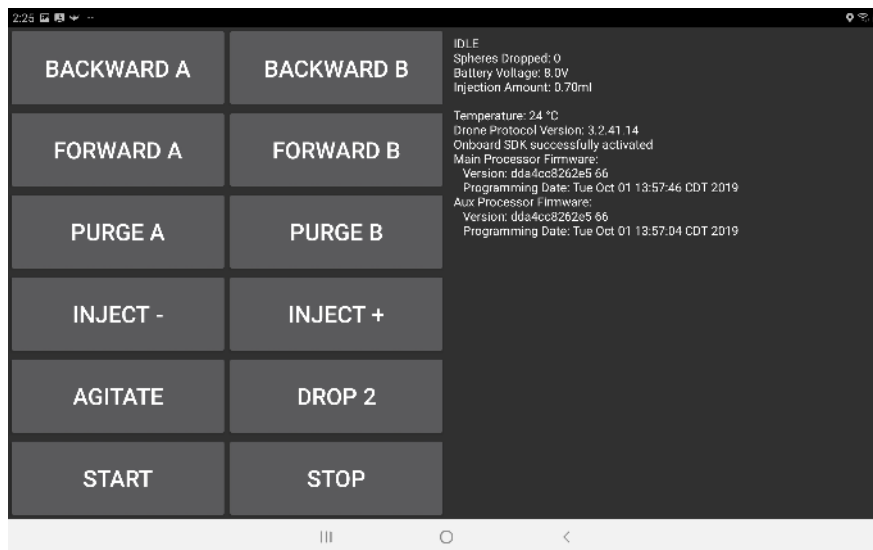 2:25
BACKWARD A
BACKWARD B
FORWARD A
FORWARD B
PURGE A
PURGE B
INJECT -
INJECT +
AGITATE
DROP 2
START
STOP
IDLE
Spheres Dropped: 0
Battery Voltage: 8.0V
Injection Amount: 0.70ml
Temperature: 24 °C
Drone Protocol Version: 3.2.41.14
Onboard SDK successfully activated
Main Processor Firmware:
Version: dda4cc8262e5 66
Programming Date: Tue Oct 01 13:57:46 CDT 2019
Aux Processor Firmware:
Version: dda4cc8262e5 66
Programming Date: Tue Oct 01 13:57:04 CDT 2019